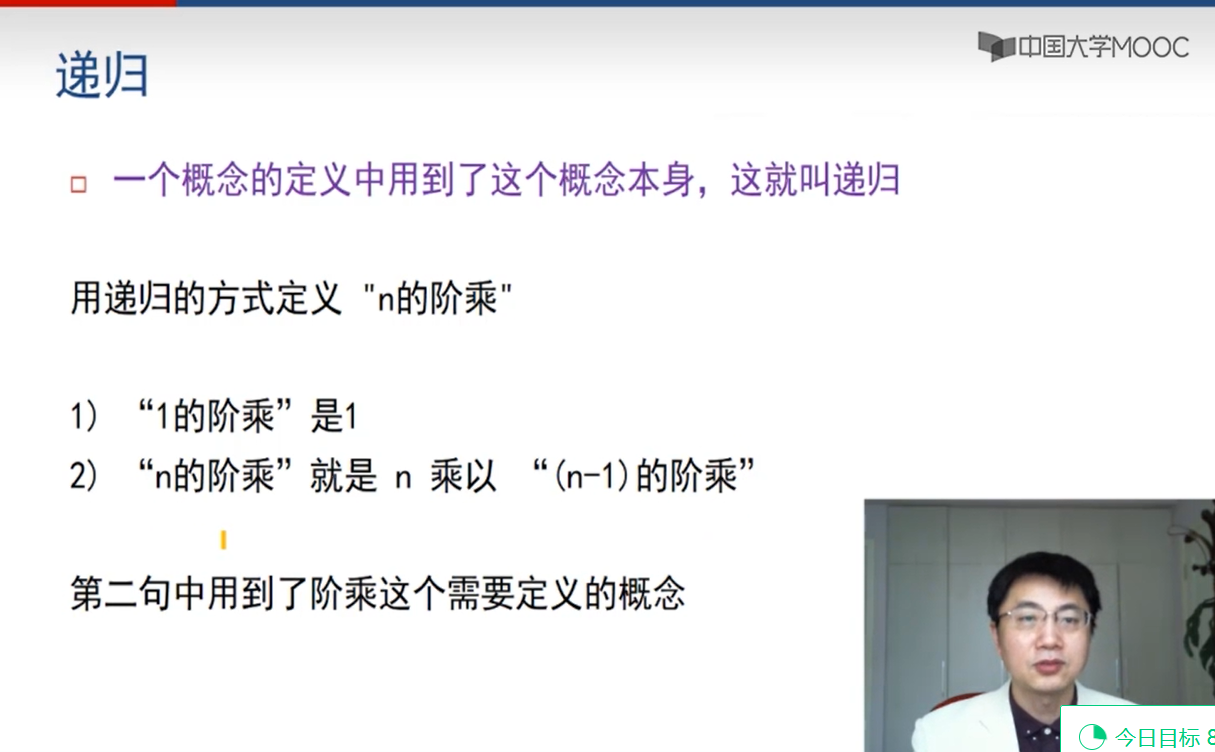 中国大学MOOC
递归
一个概念的定义中用到了这个概念本身，这就叫递归
用递归的方式定义 "n的阶乘"
1) “1的阶乘”是1
2) “n的阶乘”就是 n 乘以 “(n-1)的阶乘”
第二句中用到了阶乘这个需要定义的概念
今日目标 8